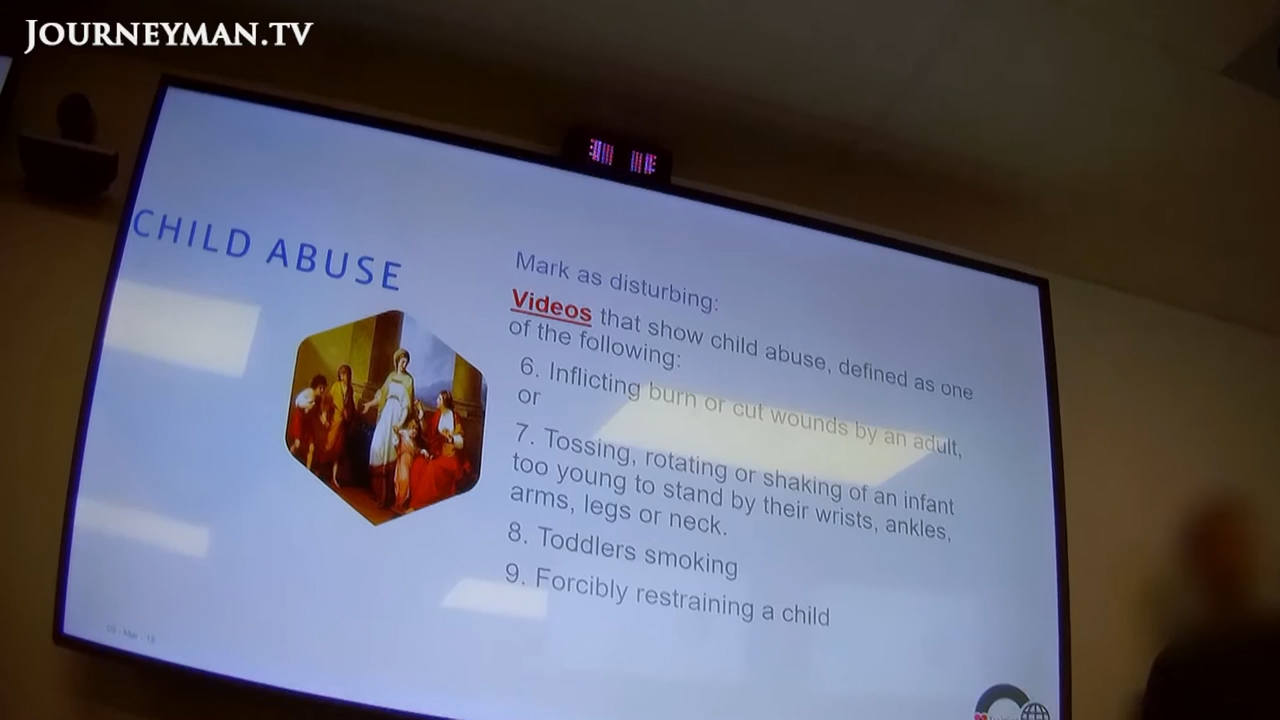 JOURNEYMAN.TV
CHILD ABUSE
Mark as disturbing:
Videos that show child abuse, defined as one
of the following:
6. Inflicting burn or cut wounds by an adult,
or
7. Tossing, rotating or shaking of an infant
too young to stand by their wrists, ankles,
arms, legs or neck.
8. Toddlers smoking
9. Forcibly restraining a child